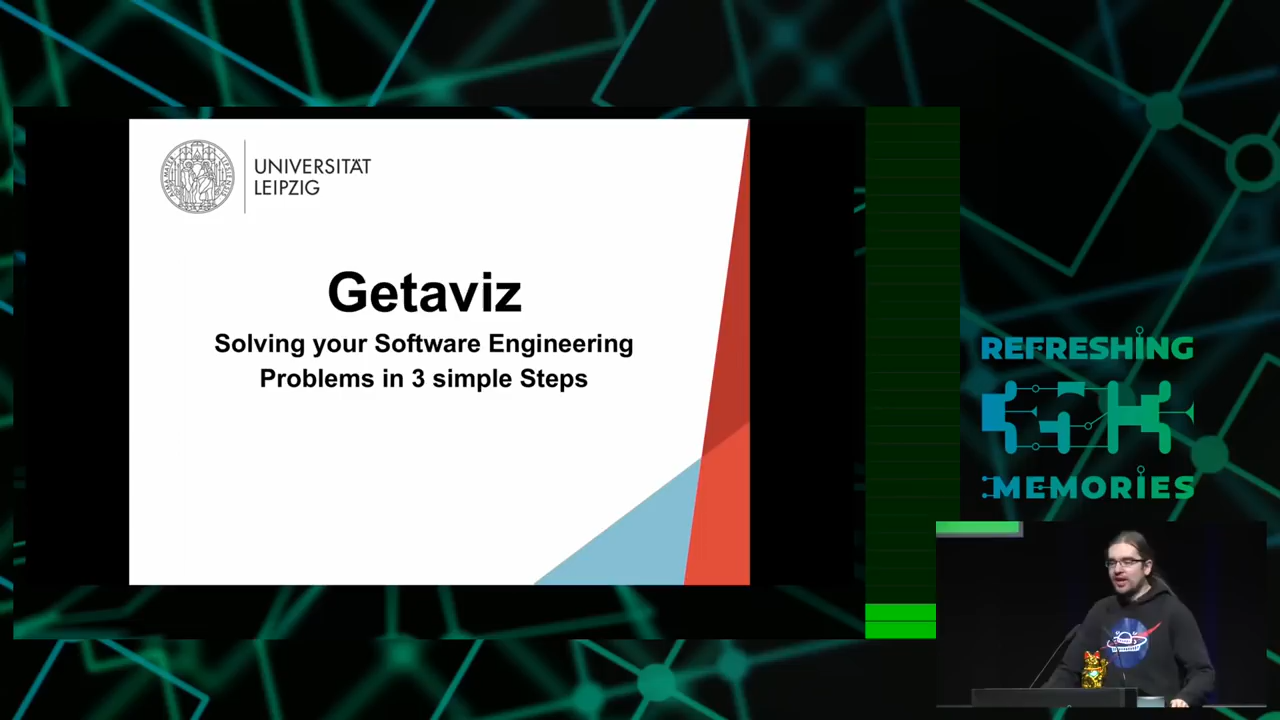 UNIVERSITÄT
LEIPZIG
Getaviz
Solving your Software Engineering
Problems in 3 simple Steps
REFRESHING
MEMORIES